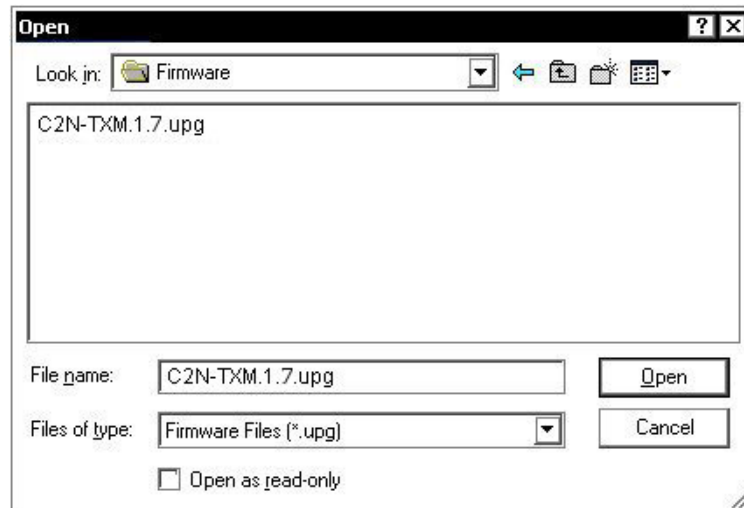 Open
Look in: Firmware
C2N-TXM.1.7.upg
File name: C2N-TXM.1.7.upg Open
Files of type: Firmware Files (*.upg) Cancel
Open as read-only